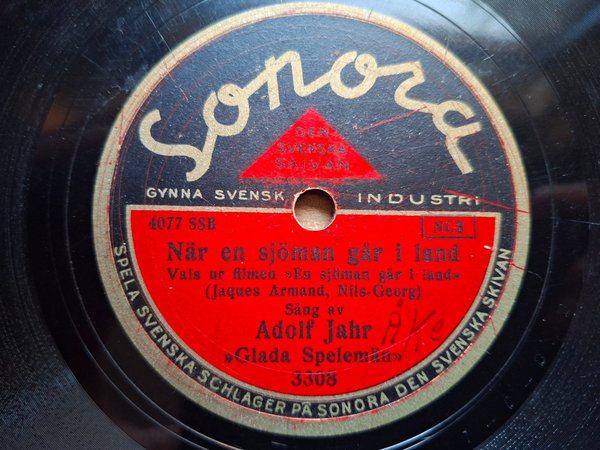 Sonora
DEN
SVENSKA
SKIVAN
GYNNA SVENSK INDUSTRI
4077 SSB
NCB
När en sjöman går i land
Vals ur filmen »En sjöman går i land»
(Jaques Armand, Nils-Georg)
Sång av
Adolf Jahr
Åke
»Glada Spelemän»
3308
SPELA SVENSKA SCHLAGER PÅ SONORA DEN SVENSKA SKIVAN